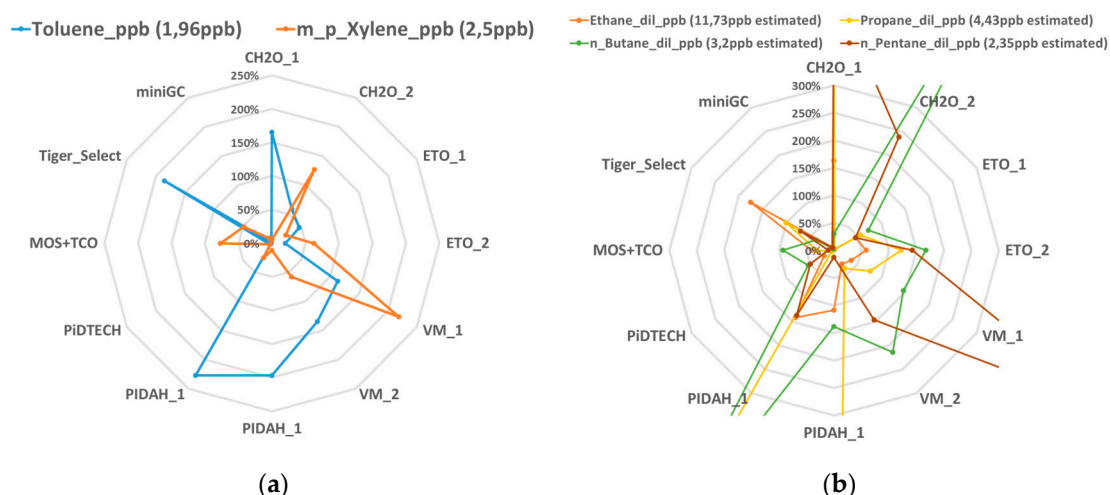 Toluene_ppb (1,96ppb) m_p_Xylene_ppb (2,5ppb)
CH2O_1
250%
200%
150%
100%
50%
0%
CH2O_2
ETO_1
ETO_2
VM_1
VM_2
PIDAH_1
PIDAH_1
PiDTECH
MOS+TCO
Tiger_Select
miniGC
(a)
Ethane_dil_ppb (11,73ppb estimated) Propane_dil_ppb (4,43ppb estimated)
n_Butane_dil_ppb (3,2ppb estimated) n_Pentane_dil_ppb (2,35ppb estimated)
CH2O_1
300%
250%
200%
150%
100%
50%
0%
CH2O_2
ETO_1
ETO_2
VM_1
VM_2
PIDAH_1
PIDAH_1
PiDTECH
MOS+TCO
Tiger_Select
miniGC
(b)